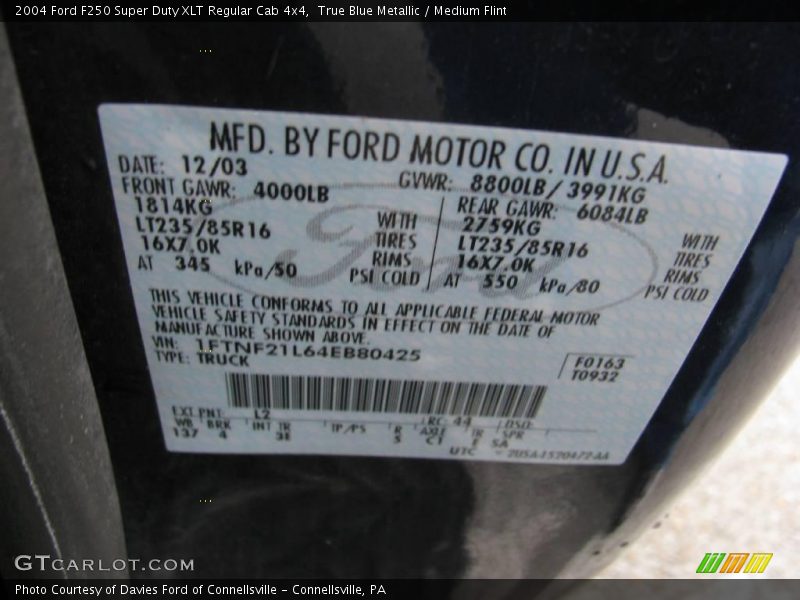 2004 Ford F250 Super Duty XLT Regular Cab 4x4, True Blue Metallic / Medium Flint
MFD. BY FORD MOTOR CO. IN U.S.A.
DATE: 12/03 GVWR: 8800LB/ 3991KG
FRONT GAWR: 4000LB REAR GAWR: 6084LB
1814KG WITH 2759KG WITH
LT235/85R16 TIRES LT235/85R16 TIRES
16X7.0K RIMS 16X7.0K RIMS
AT 345 kPa/50 PSI COLD AT 550 kPa/80 PSI COLD
Ford
THIS VEHICLE CONFORMS TO ALL APPLICABLE FEDERAL MOTOR
VEHICLE SAFETY STANDARDS IN EFFECT ON THE DATE OF
MANUFACTURE SHOWN ABOVE.
VIN: 1FTNF21L64EB80425 F0163
TYPE: TRUCK T0932
EXT PNT: L2 RC: 44 DSO:
WB BRK INT TR TP/PS R AXLE TR SPR
137 4 3E 5 C1 E SA
UTC
GTCARLOT.COM
Photo Courtesy of Davies Ford of Connellsville – Connellsville, PA